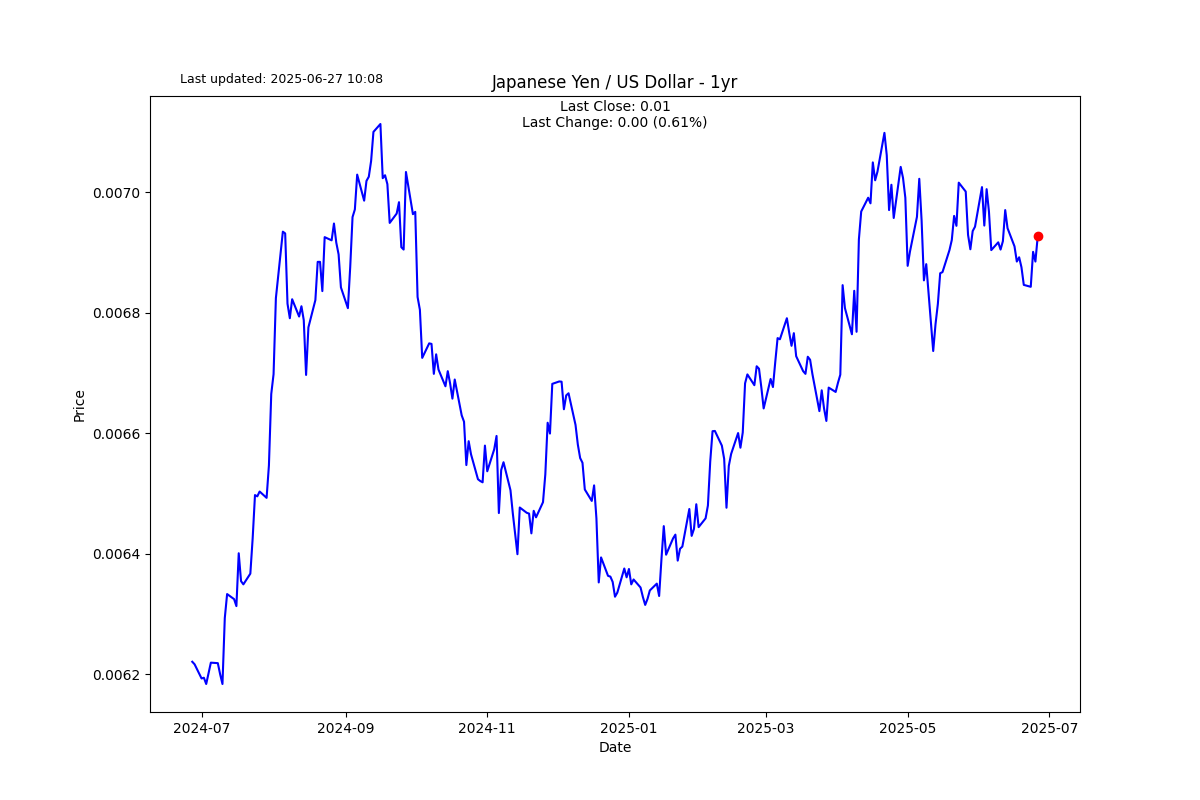 Last updated: 2025-06-27 10:08
Japanese Yen / US Dollar - 1yr
Last Close: 0.01
Last Change: 0.00 (0.61%)
Price
0.0070
0.0068
0.0066
0.0064
0.0062
2024-07
2024-09
2024-11
2025-01
2025-03
2025-05
2025-07
Date